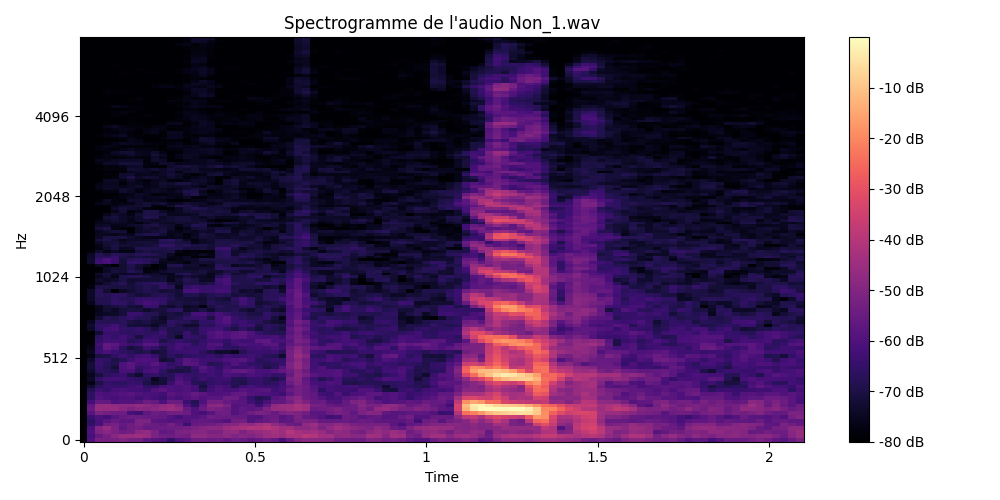 Spectrogramme de l'audio Non_1.wav
Hz
4096
2048
1024
512
0
0
0.5
1
1.5
2
Time
-10 dB
-20 dB
-30 dB
-40 dB
-50 dB
-60 dB
-70 dB
-80 dB